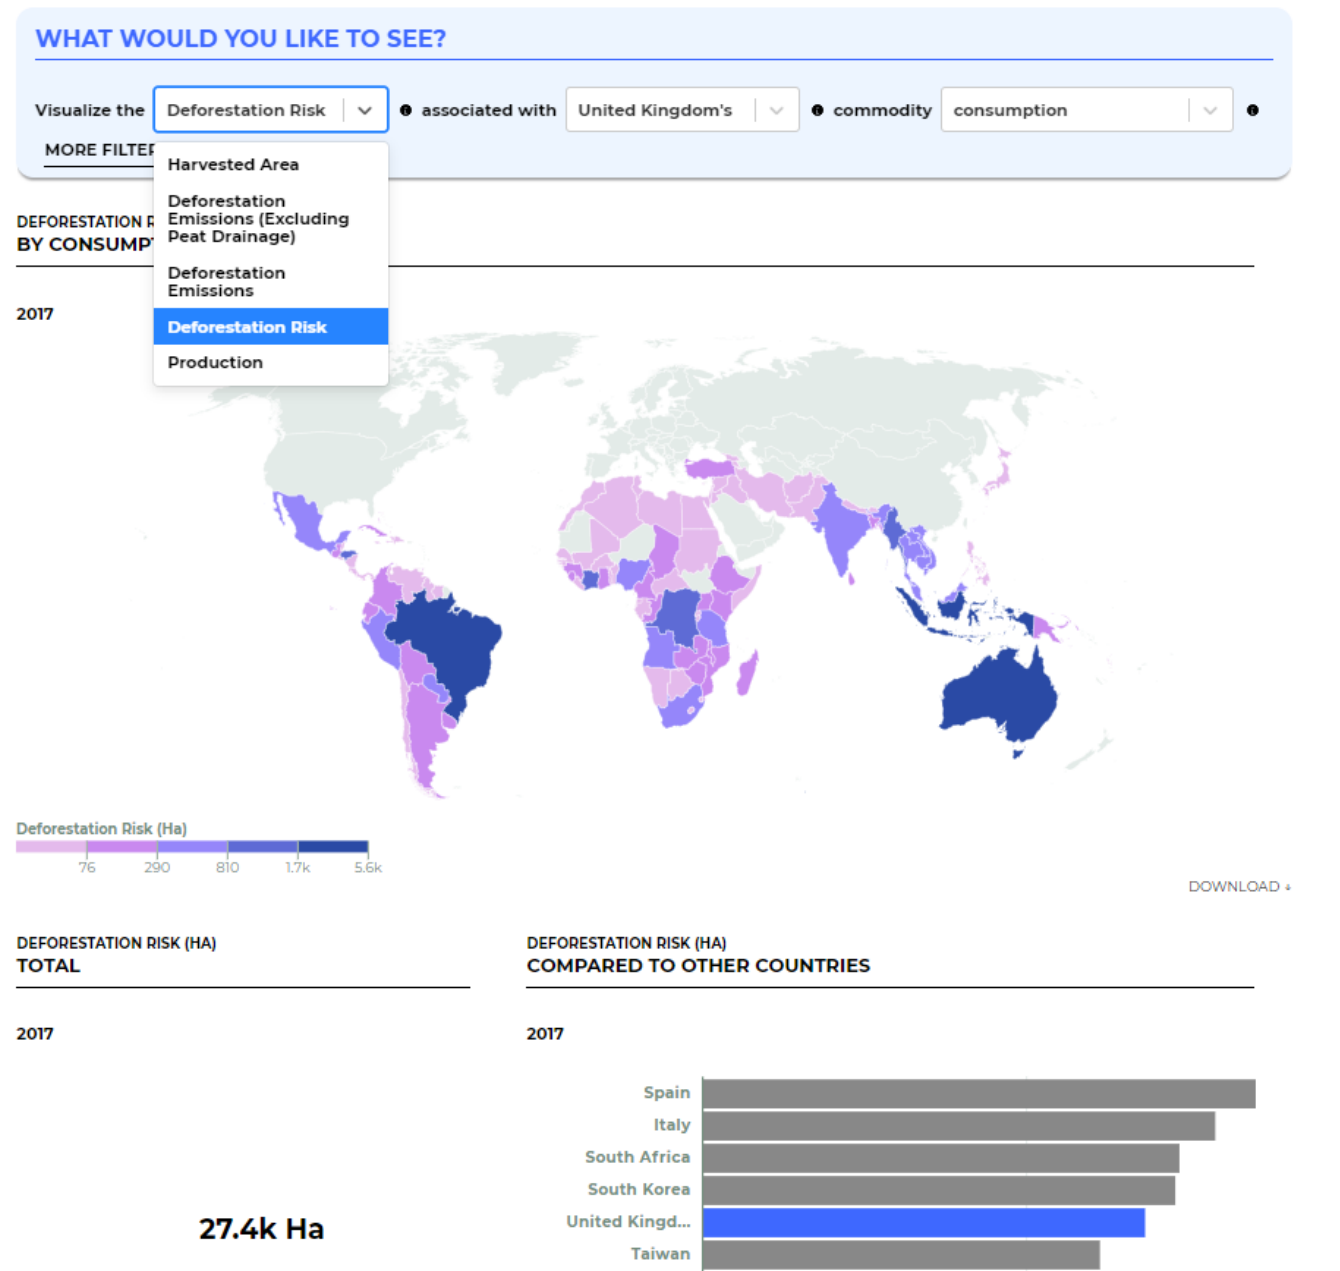 WHAT WOULD YOU LIKE TO SEE?
Visualize the Deforestation Risk associated with United Kingdom's commodity consumption
MORE FILTER
Harvested Area
Deforestation
Emissions (Excluding
Peat Drainage)
Deforestation
Emissions
Deforestation Risk
Production
DEFORESTATION R
BY CONSUMPT
2017
Deforestation Risk (Ha)
76 290 810 1.7k 5.6k
DOWNLOAD ↓
DEFORESTATION RISK (HA)
TOTAL
2017
27.4k Ha
DEFORESTATION RISK (HA)
COMPARED TO OTHER COUNTRIES
2017
Spain
Italy
South Africa
South Korea
United Kingd...
Taiwan